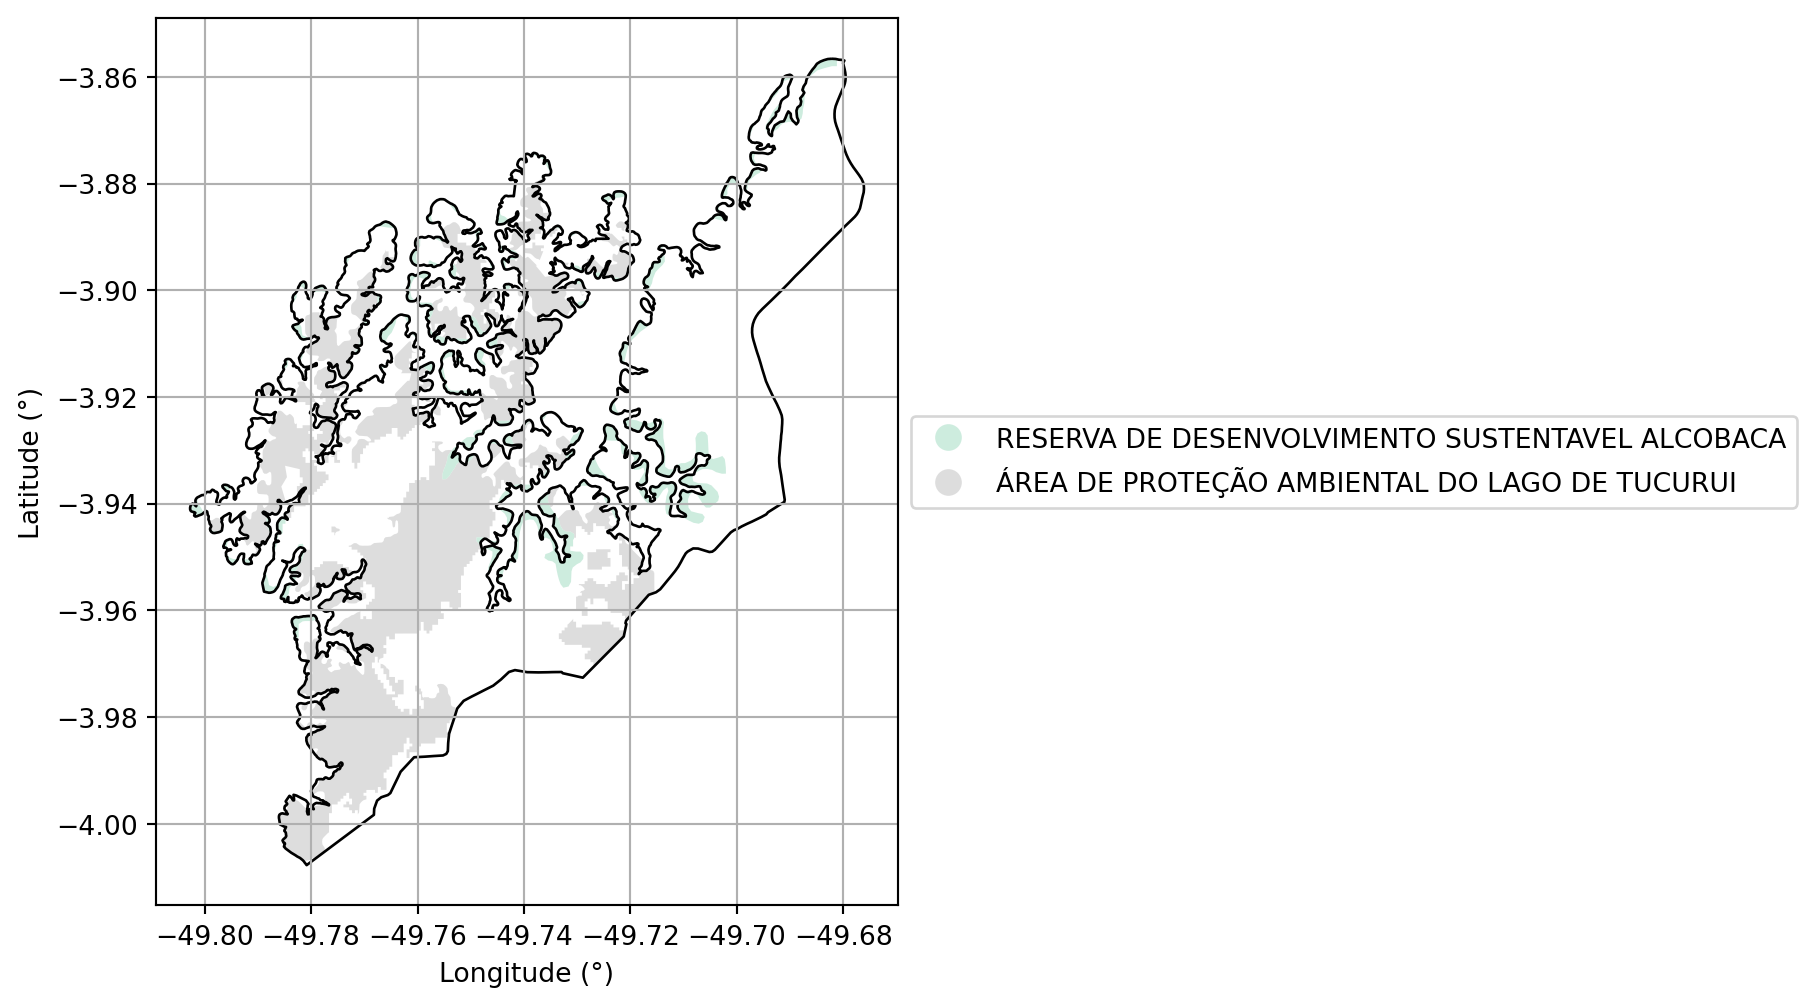 −3.86
−3.88
−3.90
−3.92
−3.94
−3.96
−3.98
−4.00
Latitude (°)
−49.80 −49.78 −49.76 −49.74 −49.72 −49.70 −49.68
Longitude (°)
RESERVA DE DESENVOLVIMENTO SUSTENTAVEL ALCOBACA
ÁREA DE PROTEÇÃO AMBIENTAL DO LAGO DE TUCURUI